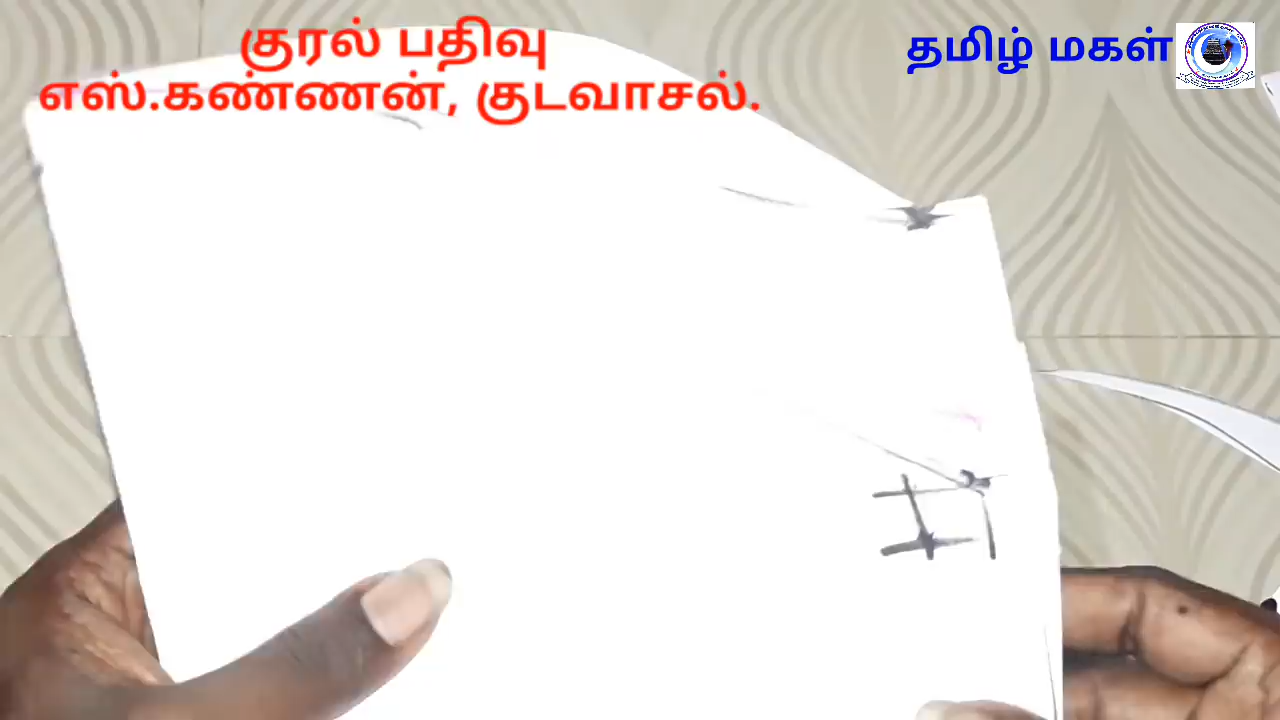 குரல் பதிவு
எஸ்.கண்ணன், குடவாசல்.
தமிழ் மகள்